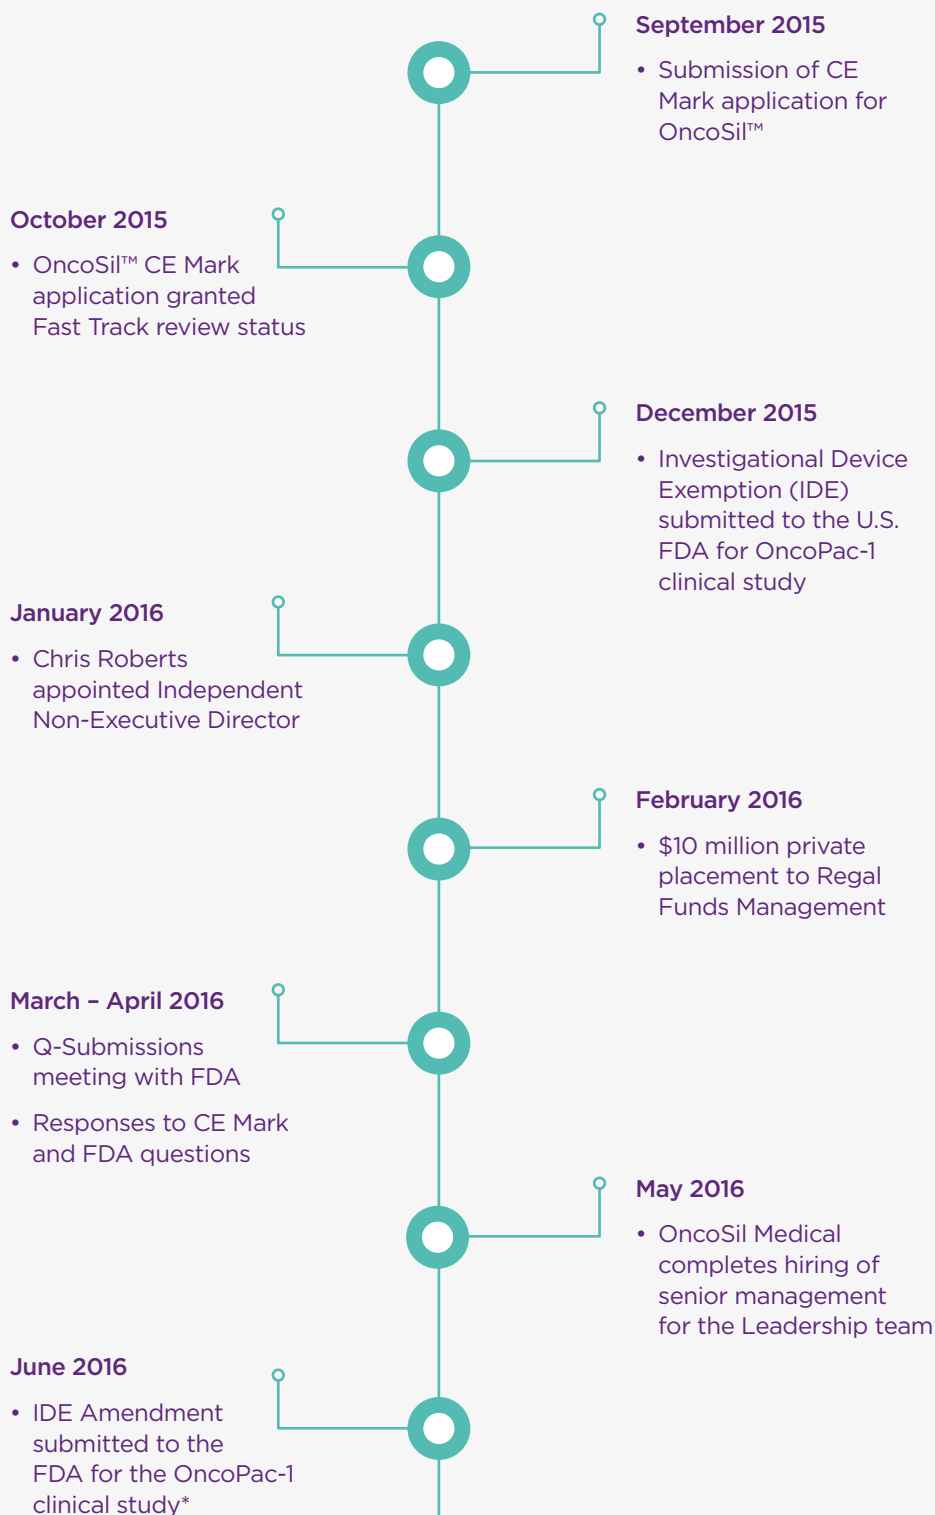 September 2015
• Submission of CE
Mark application for
OncoSil™
October 2015
• OncoSil™ CE Mark
application granted
Fast Track review status
December 2015
• Investigational Device
Exemption (IDE)
submitted to the U.S.
FDA for OncoPac-1
clinical study
January 2016
• Chris Roberts
appointed Independent
Non-Executive Director
February 2016
• $10 million private
placement to Regal
Funds Management
March – April 2016
• Q-Submissions
meeting with FDA
• Responses to CE Mark
and FDA questions
May 2016
• OncoSil Medical
completes hiring of
senior management
for the Leadership team
June 2016
• IDE Amendment
submitted to the
FDA for the OncoPac-1
clinical study*